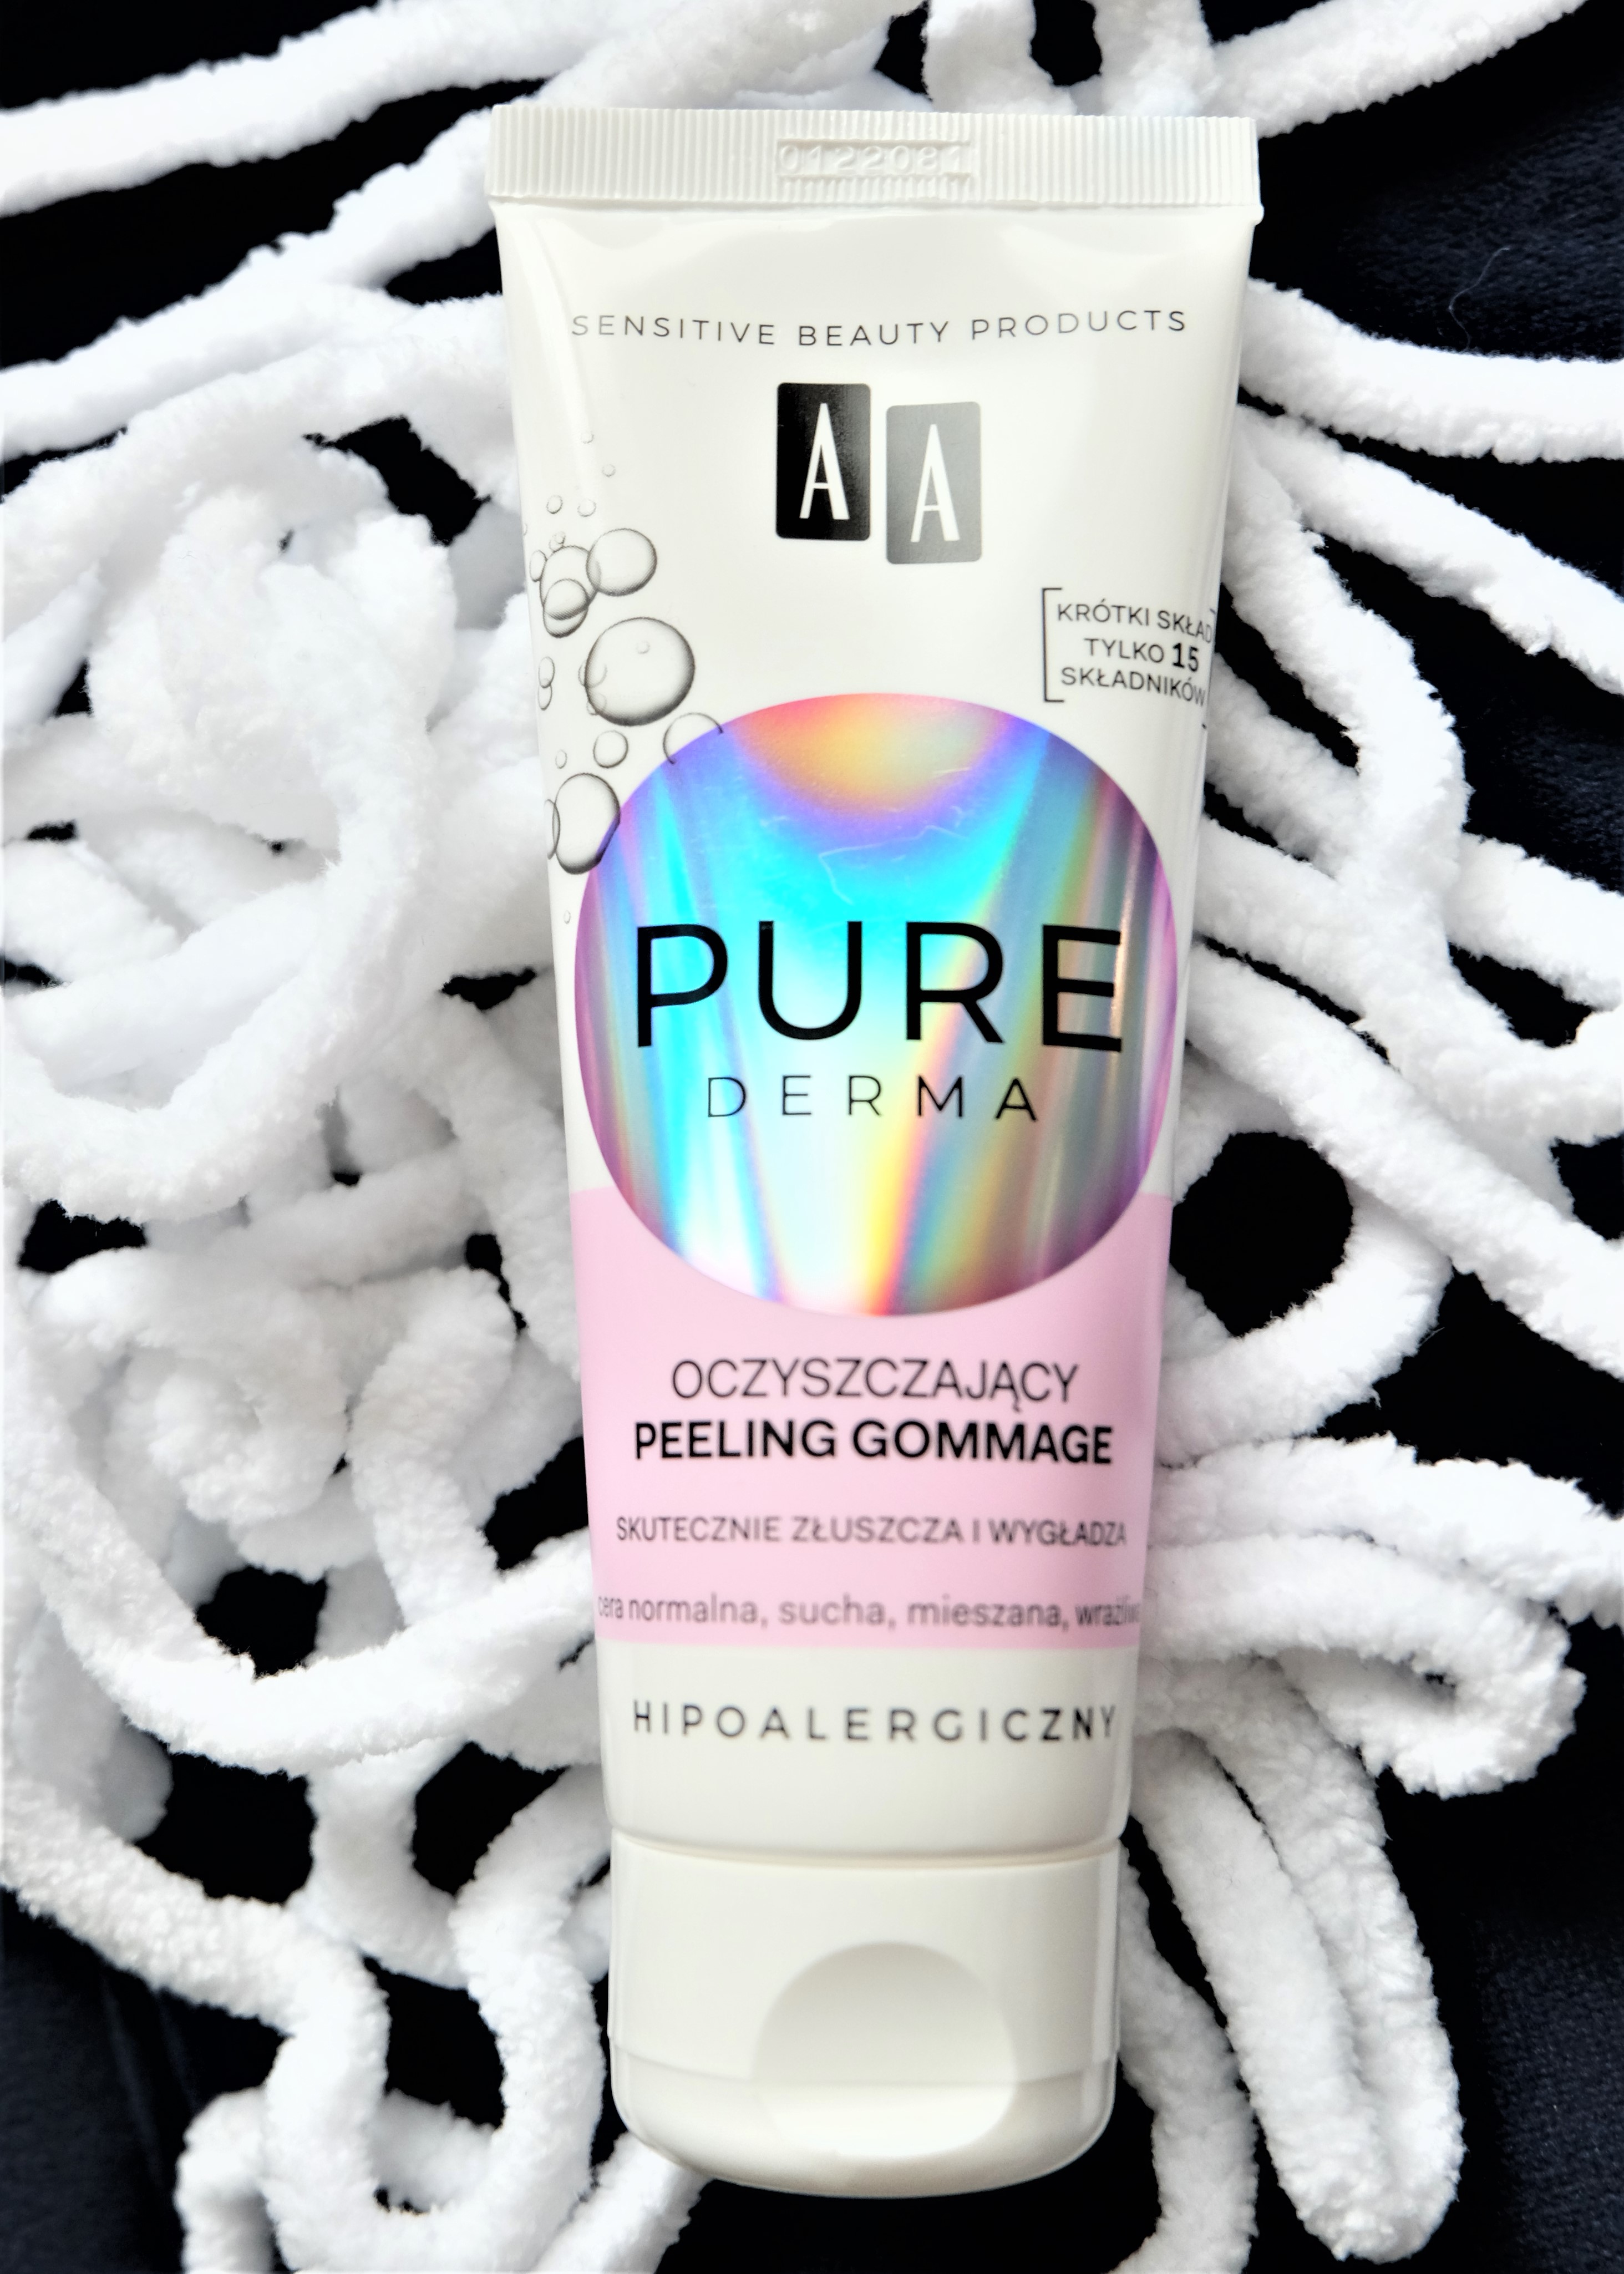 0122081
SENSITIVE BEAUTY PRODUCTS
AA
KRÓTKI SKŁAD
TYLKO 15
SKŁADNIKÓW
PURE
DERMA
OCZYSZCZAJĄCY
PEELING GOMMAGE
SKUTECZNIE ZŁUSZCZA I WYGŁADZA
cera normalna, sucha, mieszana,
HIPOALERGICZNY